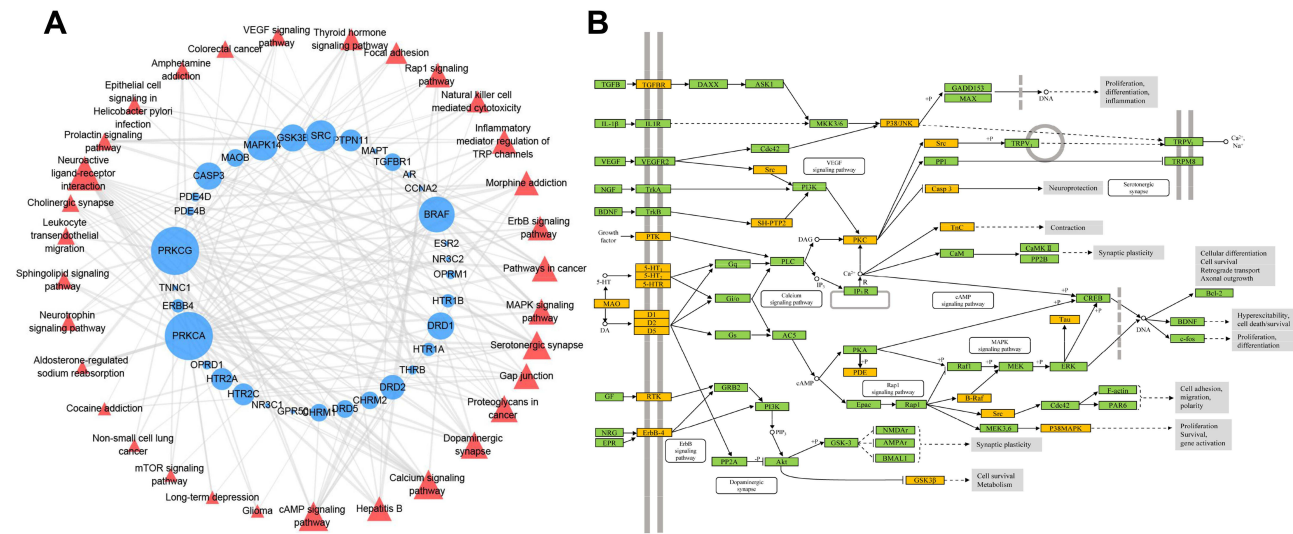 A
VEGF signaling
pathway
Thyroid hormone
signaling pathway
Colorectal cancer
Focal adhesion
Amphetamine
addiction
Rap1 signaling
pathway
Epithelial cell
signaling in
Helicobacter pylori
infection
Natural killer cell
mediated cytotoxicity
Prolactin signaling
pathway
Inflammatory
mediator regulation of
TRP channels
Neuroactive
ligand-receptor
interaction
Morphine addiction
Cholinergic synapse
ErbB signaling
pathway
Leukocyte
transendothelial
migration
Pathways in cancer
Sphingolipid signaling
pathway
MAPK signaling
pathway
Neurotrophin
signaling pathway
Serotonergic synapse
Aldosterone-regulated
sodium reabsorption
Gap junction
Cocaine addiction
Proteoglycans in
cancer
Non-small cell lung
cancer
Dopaminergic
synapse
mTOR signaling
pathway
Calcium signaling
pathway
Long-term depression
Glioma
cAMP signaling
pathway
Hepatitis B
SRC
GSK3B
PTPN11
MAPK14
MAPT
MAOB
TGFBR1
CASP3
AR
CCNA2
PDE4D
PDE4B
BRAF
PRKCG
ESR2
NR3C2
OPRM1
TNNC1
HTR1B
ERBB4
DRD1
PRKCA
HTR1A
OPRD1
THRB
HTR2A
DRD2
HTR2C
CHRM2
NR3C1
DRD5
CHRM1
B
TGFB
TGFBR
DAXX
ASK1
+P
GADD153
MAX
DNA
Proliferation,
differentiation,
inflammation
IL-1β
IL1R
MKK3/6
P38/JNK
Cdc42
VEGF
VEGFR2
VEGF
signaling pathway
Src
+P
TRPV1
TRPV1
Ca2+,
Na+
PPI
TRPM8
Src
NGF
TrkA
PI3K
Casp 3
Neuroprotection
Serotonergic
synapse
BDNF
TrkB
SH-PTP2
TnC
Contraction
Growth
factor
PTK
DAG
PKC
CaM
CaMK II
PP2B
Synaptic plasticity
Cellular differentiation
Cell survival
Retrograde transport
Axonal outgrowth
5-HT
5-HT1
5-HT2
5-HTR
Gq
PLC
IP3
Ca2+
R
IP3R
Gi/o
Calcium
signaling pathway
cAMP
signaling pathway
CREB
Bcl-2
MAO
DA
D1
D2
D5
Tau
+P
DNA
BDNF
Hyperexcitability,
cell death/survival
c-fos
Proliferation,
differentiation
Gs
AC5
MAPK
signaling pathway
PKA
+P
Raf1
+P
MEK
+P
ERK
+P
PDE
cAMP
Rap1
signaling pathway
B-Raf
GF
RTK
GRB2
PI3K
Epac
Rap1
Src
Cdc42
F-actin
PAR6
Cell adhesion,
migration,
polarity
NRG
EPR
ErbB-4
PIP3
MEK3,6
P38MAPK
Proliferation
Survival,
gene activation
ErbB
signaling
pathway
PP2A
Akt
+P
GSK-3
NMDAr
AMPAr
BMAL1
Synaptic plasticity
Dopaminergic
synapse
GSK3β
Cell survival
Metabolism